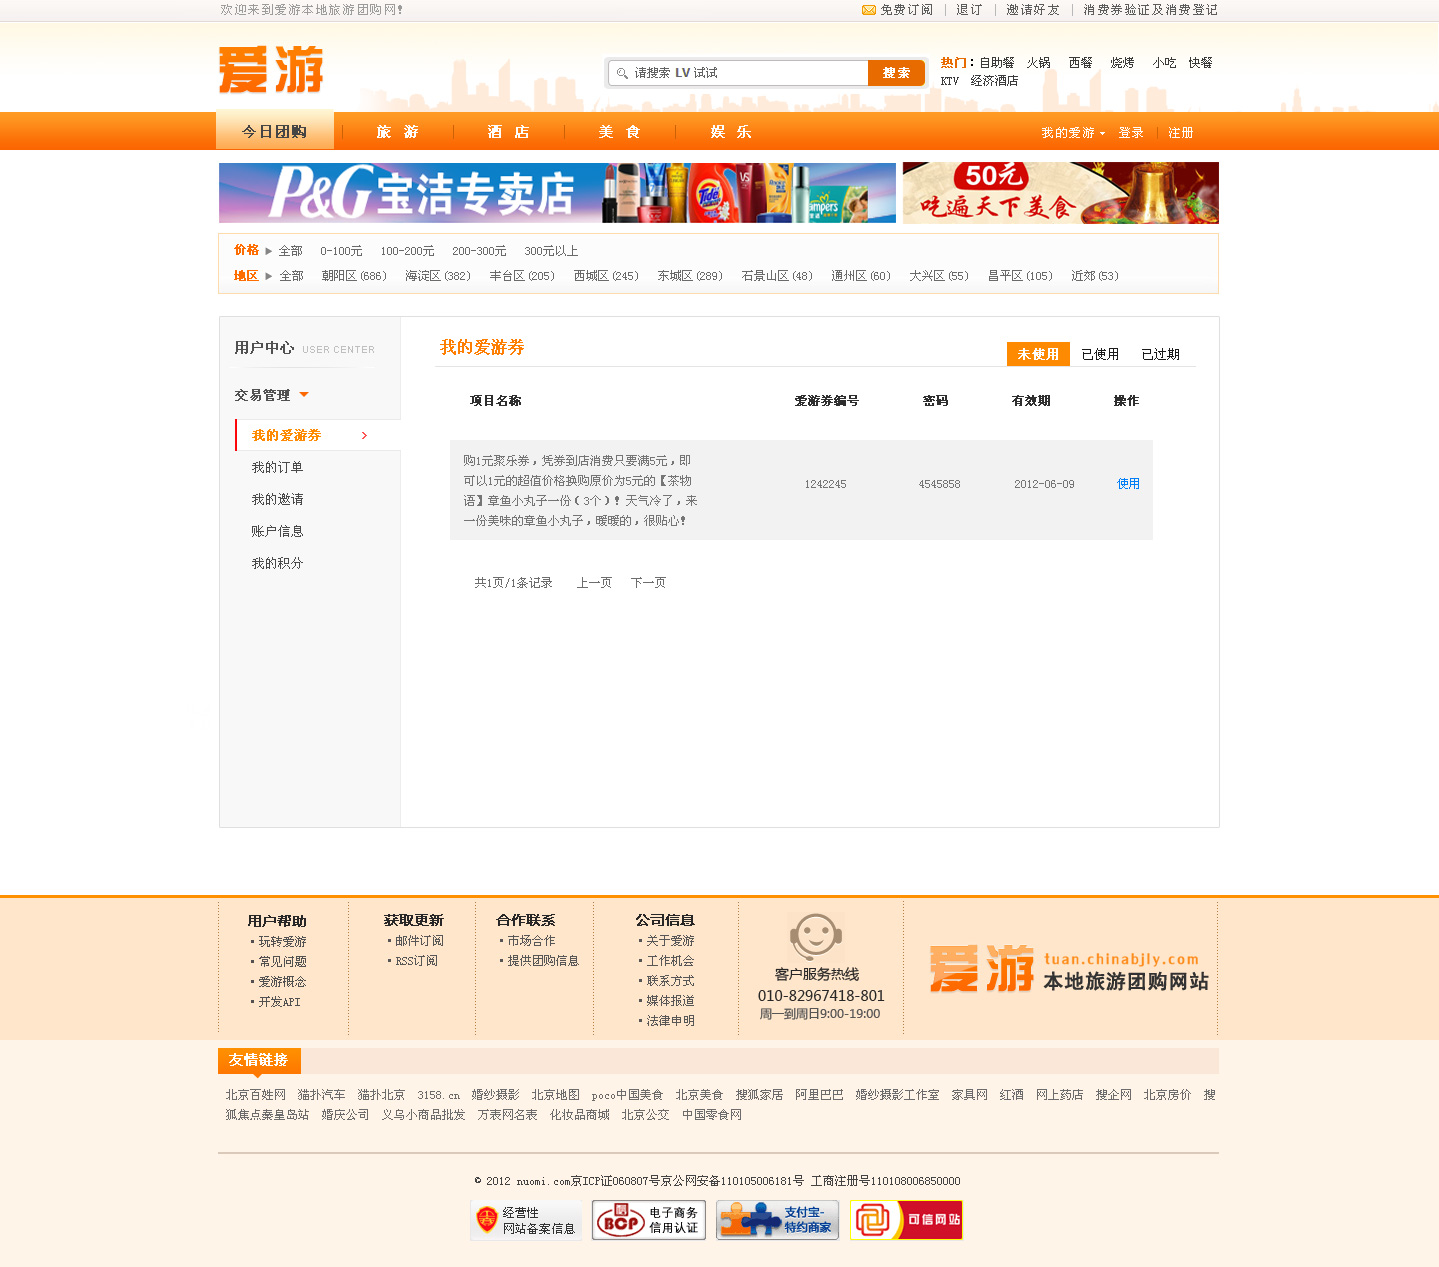 欢迎来到爱游本地旅游团购网!
免费订阅 | 退订 | 邀请好友 | 消费券验证及消费登记
爱游
请搜索 LV 试试 搜索
热门：自助餐 火锅 西餐 烧烤 小吃 快餐
KTV 经济酒店
今日团购 旅 游 酒 店 美 食 娱 乐 我的爱游 登录 注册
P&G宝洁专卖店 Tide VS Pampers
50元
吃遍天下美食
价格 全部 0-100元 100-200元 200-300元 300元以上
地区 全部 朝阳区(686) 海淀区(382) 丰台区(205) 西城区(245) 东城区(289) 石景山区(48) 通州区(60) 大兴区(55) 昌平区(105) 近郊(53)
用户中心 USER CENTER
交易管理
我的爱游券
我的订单
我的邀请
账户信息
我的积分
我的爱游券 未使用 已使用 已过期
项目名称 爱游券编号 密码 有效期 操作
购1元聚乐券，凭券到店消费只要满5元，即
可以1元的超值价格换购原价为5元的【茶物
语】章鱼小丸子一份（3个）！天气冷了，来
一份美味的章鱼小丸子，暖暖的，很贴心！
1242245 4545858 2012-06-09 使用
共1页/1条记录 上一页 下一页
用户帮助
玩转爱游
常见问题
爱游概念
开发API
获取更新
邮件订阅
RSS订阅
合作联系
市场合作
提供团购信息
公司信息
关于爱游
工作机会
联系方式
媒体报道
法律申明
客户服务热线
010-82967418-801
周一到周日9:00-19:00
爱游
tuan.chinabjly.com
本地旅游团购网站
友情链接
北京百姓网 猫扑汽车 猫扑北京 3158.cn 婚纱摄影 北京地图 poco中国美食 北京美食 搜狐家居 阿里巴巴 婚纱摄影工作室 家具网 红酒 网上药店 搜企网 北京房价 搜
狐焦点秦皇岛站 婚庆公司 义乌小商品批发 万表网名表 化妆品商城 北京公交 中国零食网
© 2012 nuomi.com京ICP证060807号京公网安备110105006181号 工商注册号110108006850000
经营性
网站备案信息
BCP 电子商务
信用认证
支付宝-
特约商家
可信网站